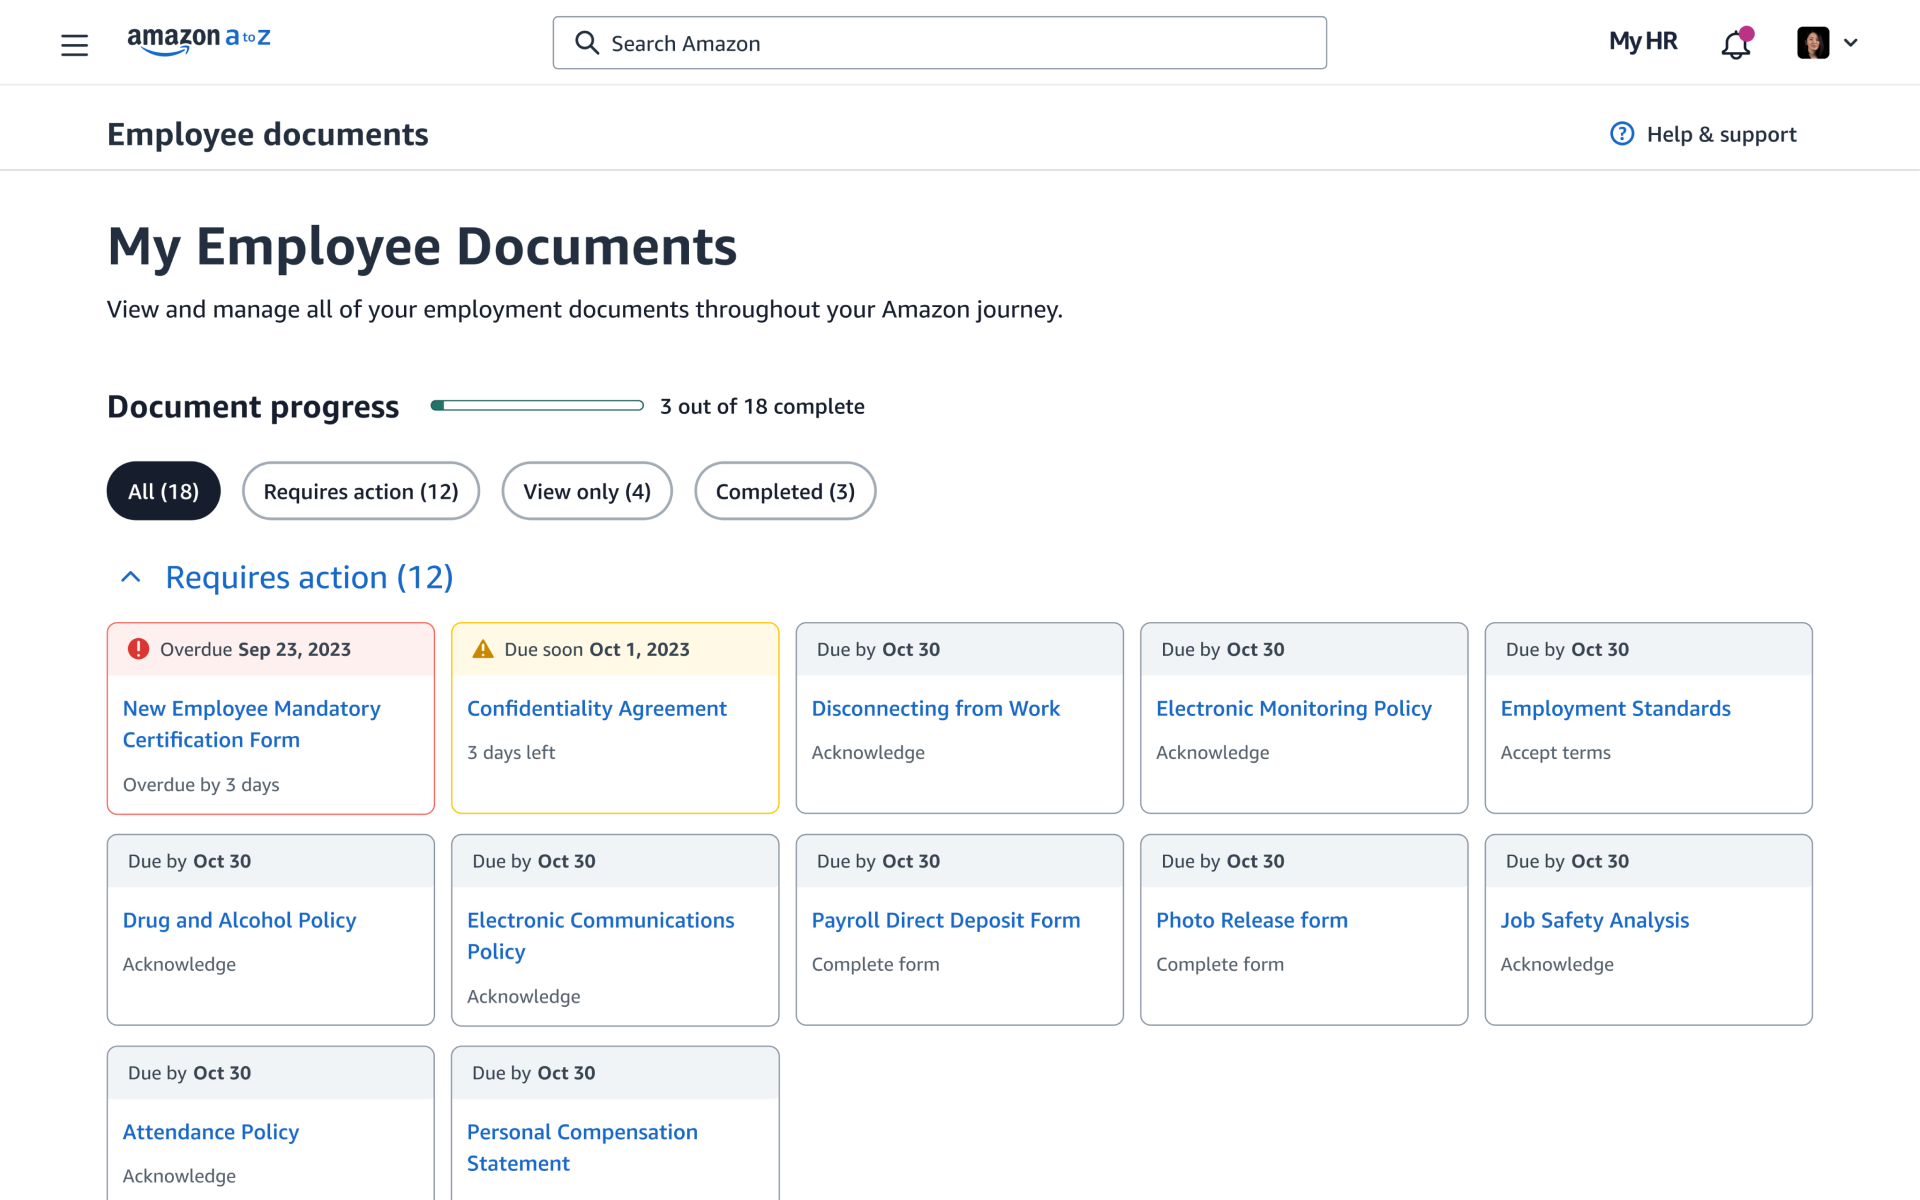 amazon a to z
Search Amazon
My HR
Employee documents
Help & support
My Employee Documents
View and manage all of your employment documents throughout your Amazon journey.
Document progress
3 out of 18 complete
All (18)
Requires action (12)
View only (4)
Completed (3)
Requires action (12)
Overdue Sep 23, 2023
New Employee Mandatory
Certification Form
Overdue by 3 days
Due soon Oct 1, 2023
Confidentiality Agreement
3 days left
Due by Oct 30
Disconnecting from Work
Acknowledge
Due by Oct 30
Electronic Monitoring Policy
Acknowledge
Due by Oct 30
Employment Standards
Accept terms
Due by Oct 30
Drug and Alcohol Policy
Acknowledge
Due by Oct 30
Electronic Communications
Policy
Acknowledge
Due by Oct 30
Payroll Direct Deposit Form
Complete form
Due by Oct 30
Photo Release form
Complete form
Due by Oct 30
Job Safety Analysis
Acknowledge
Due by Oct 30
Attendance Policy
Acknowledge
Due by Oct 30
Personal Compensation
Statement